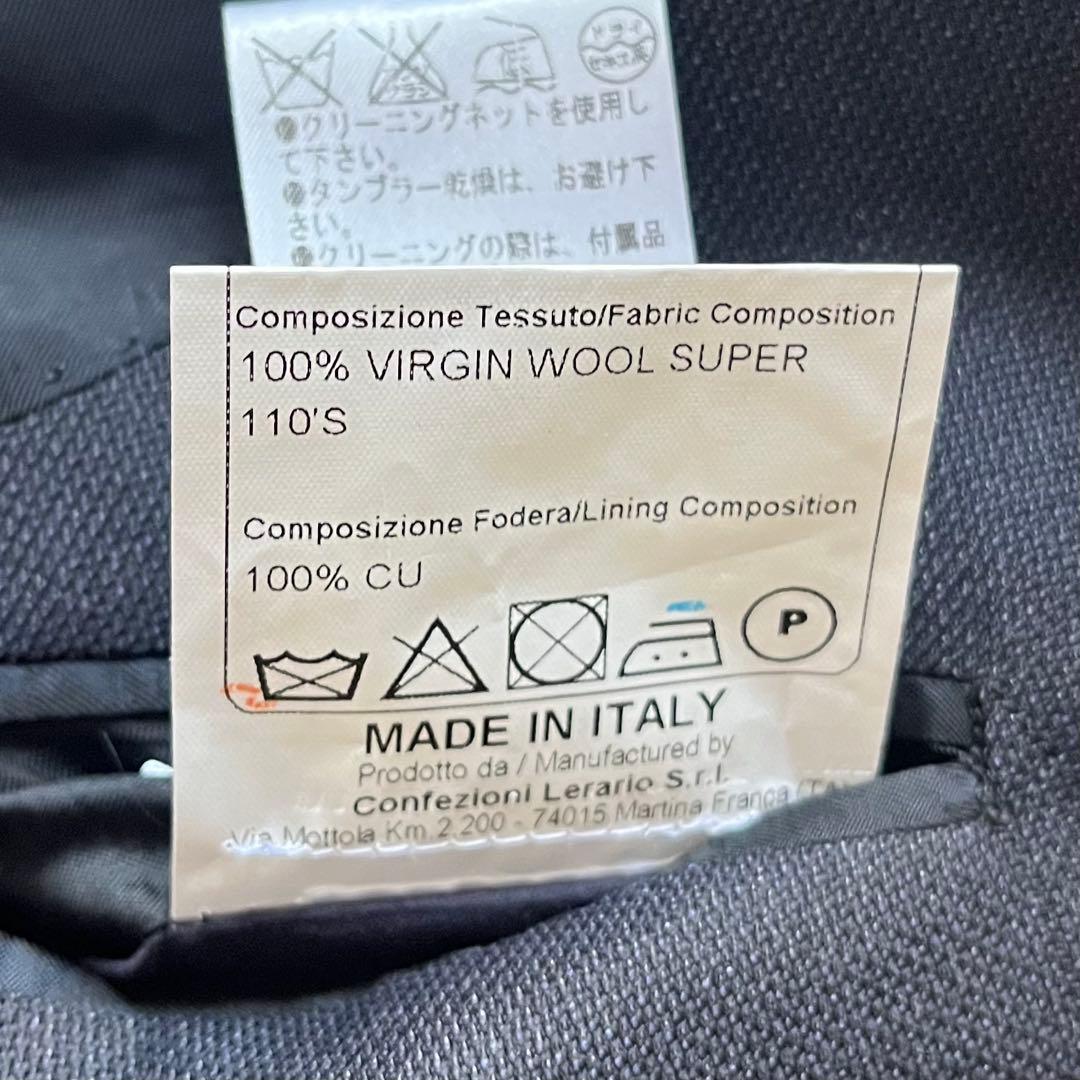 クリーニングネットを使用し
て下さい。
タンブラー乾燥は、お避け下
さい。
クリーニングの際は、付属品
Composizione Tessuto/Fabric Composition
100% VIRGIN WOOL SUPER
110'S
Composizione Fodera/Lining Composition
100% CU
P
MADE IN ITALY
Prodotto da / Manufactured by
Confezioni Lerario S.r.l.
Via Mottola Km 2.200 - 74015 Martina Franca (TA